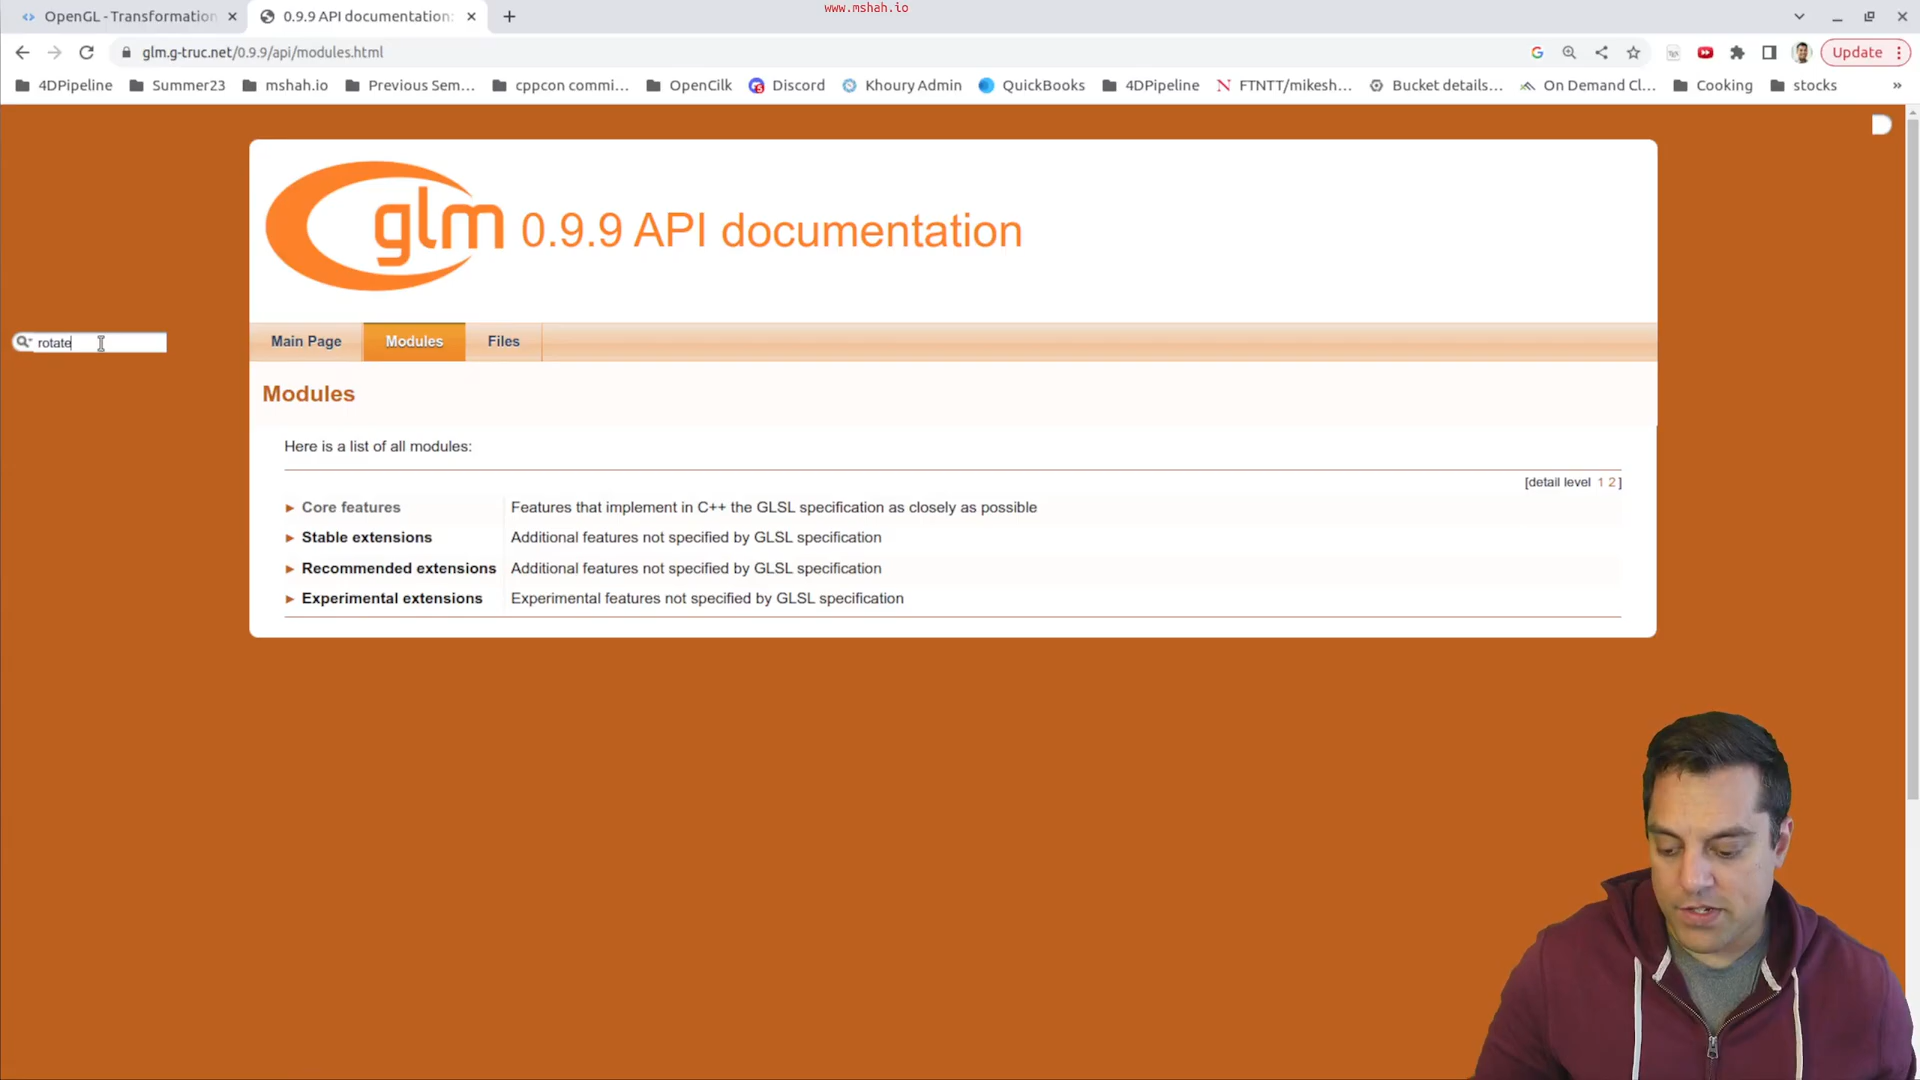 www.mshah.io
OpenGL - Transformation
0.9.9 API documentation:
glm.g-truc.net/0.9.9/api/modules.html
Update
4DPipeline
Summer23
mshah.io
Previous Sem...
cppcon commi...
OpenCilk
Discord
Khoury Admin
QuickBooks
4DPipeline
FTNTT/mikesh...
Bucket details...
On Demand Cl...
Cooking
stocks
»
glm 0.9.9 API documentation
rotate
Main Page
Modules
Files
Modules
Here is a list of all modules:
[detail level 1 2]
Core features Features that implement in C++ the GLSL specification as closely as possible
Stable extensions Additional features not specified by GLSL specification
Recommended extensions Additional features not specified by GLSL specification
Experimental extensions Experimental features not specified by GLSL specification